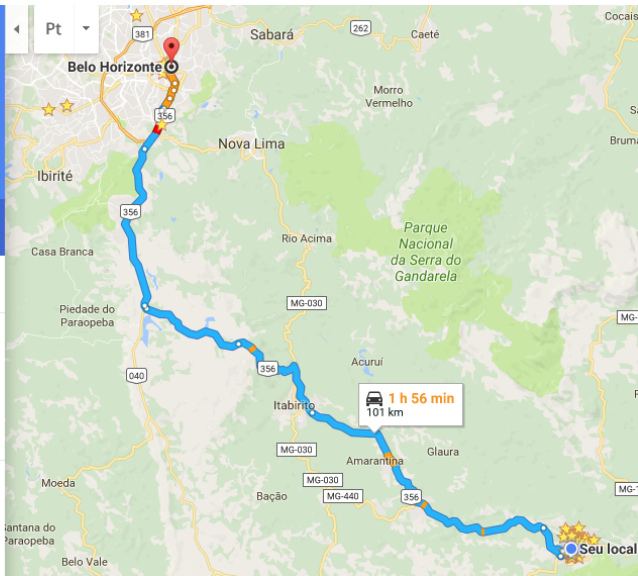 Pt
381
Sabará
262
Caeté
Cocais
Belo Horizonte
Morro
Vermelho
356
Nova Lima
Ibirité
356
Rio Acima
Parque
Nacional
da Serra do
Gandarela
Casa Branca
MG-030
Piedade do
Paraopeba
040
356
Acuruí
1 h 56 min
101 km
Itabirito
MG-030
Amarantina
Glaura
MG-030
MG-440
356
Moeda
Bação
Santana do
Paraopeba
Belo Vale
Seu local